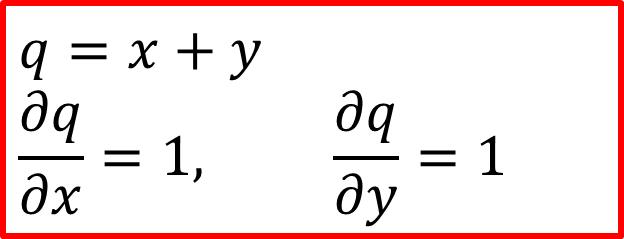 q = x + y
∂q/∂x = 1, ∂q/∂y = 1